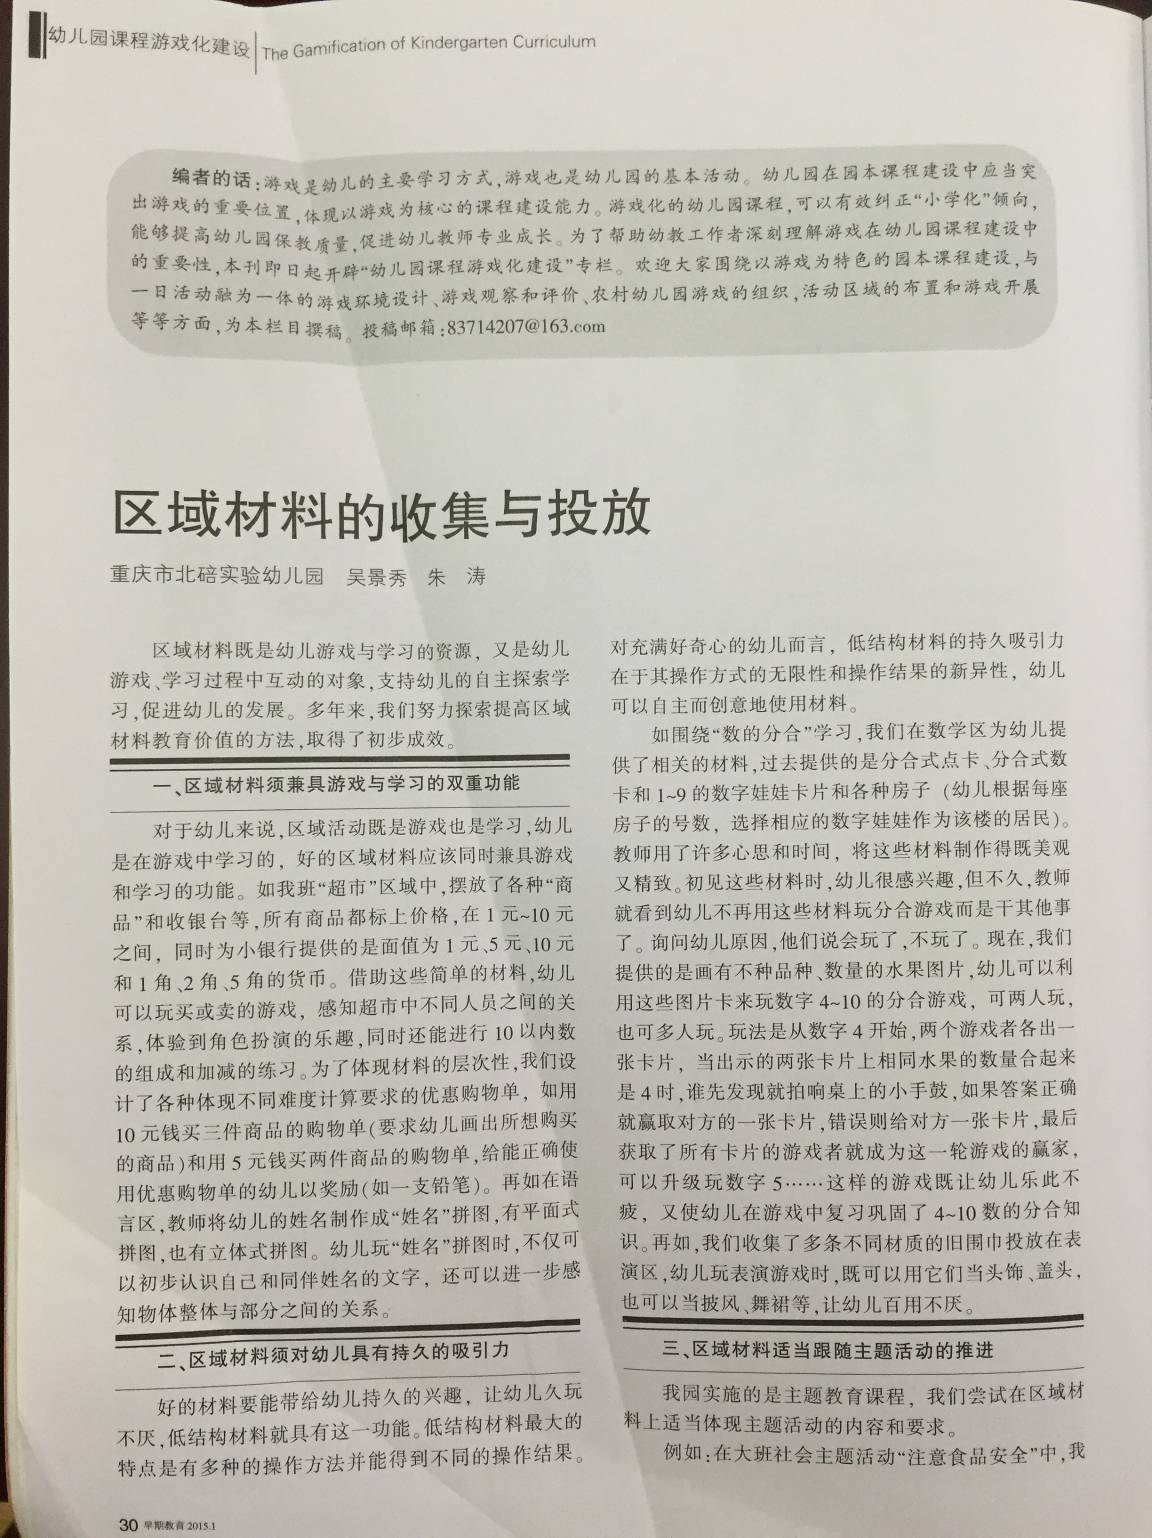 幼儿园课程游戏化建设 The Gamification of Kindergarten Curriculum
编者的话:游戏是幼儿的主要学习方式,游戏也是幼儿园的基本活动。幼儿园在园本课程建设中应当突
出游戏的重要位置,体现以游戏为核心的课程建设能力。游戏化的幼儿园课程,可以有效纠正“小学化”倾向,
能够提高幼儿园保教质量,促进幼儿教师专业成长。为了帮助幼教工作者深刻理解游戏在幼儿园课程建设中
的重要性,本刊即日起开辟“幼儿园课程游戏化建设”专栏。欢迎大家围绕以游戏为特色的园本课程建设,与
一日活动融为一体的游戏环境设计、游戏观察和评价、农村幼儿园游戏的组织,活动区域的布置和游戏开展
等等方面,为本栏目撰稿。投稿邮箱:83714207@163.com
区域材料的收集与投放
重庆市北碚实验幼儿园 吴景秀 朱 涛
区域材料既是幼儿游戏与学习的资源，又是幼儿
游戏、学习过程中互动的对象,支持幼儿的自主探索学
习,促进幼儿的发展。多年来,我们努力探索提高区域
材料教育价值的方法,取得了初步成效。
一、区域材料须兼具游戏与学习的双重功能
对于幼儿来说,区域活动既是游戏也是学习,幼儿
是在游戏中学习的，好的区域材料应该同时兼具游戏
和学习的功能。如我班“超市”区域中,摆放了各种“商
品”和收银台等,所有商品都标上价格,在 1 元~10 元
之间，同时为小银行提供的是面值为 1 元、5 元、10 元
和 1 角、2 角、5 角的货币。借助这些简单的材料,幼儿
可以玩买或卖的游戏，感知超市中不同人员之间的关
系,体验到角色扮演的乐趣,同时还能进行 10 以内数
的组成和加减的练习。为了体现材料的层次性,我们设
计了各种体现不同难度计算要求的优惠购物单，如用
10 元钱买三件商品的购物单(要求幼儿画出所想购买
的商品)和用 5 元钱买两件商品的购物单,给能正确使
用优惠购物单的幼儿以奖励(如一支铅笔)。再如在语
言区,教师将幼儿的姓名制作成“姓名”拼图,有平面式
拼图,也有立体式拼图。幼儿玩“姓名”拼图时,不仅可
以初步认识自己和同伴姓名的文字，还可以进一步感
知物体整体与部分之间的关系。
二、区域材料须对幼儿具有持久的吸引力
好的材料要能带给幼儿持久的兴趣，让幼儿久玩
不厌,低结构材料就具有这一功能。低结构材料最大的
特点是有多种的操作方法并能得到不同的操作结果。
对充满好奇心的幼儿而言，低结构材料的持久吸引力
在于其操作方式的无限性和操作结果的新异性，幼儿
可以自主而创意地使用材料。
如围绕“数的分合”学习,我们在数学区为幼儿提
供了相关的材料,过去提供的是分合式点卡、分合式数
卡和 1~9 的数字娃娃卡片和各种房子（幼儿根据每座
房子的号数，选择相应的数字娃娃作为该楼的居民)。
教师用了许多心思和时间，将这些材料制作得既美观
又精致。初见这些材料时,幼儿很感兴趣,但不久,教师
就看到幼儿不再用这些材料玩分合游戏而是干其他事
了。询问幼儿原因,他们说会玩了,不玩了。现在,我们
提供的是画有不种品种、数量的水果图片,幼儿可以利
用这些图片卡来玩数字 4~10 的分合游戏，可两人玩，
也可多人玩。玩法是从数字 4 开始,两个游戏者各出一
张卡片，当出示的两张卡片上相同水果的数量合起来
是 4 时,谁先发现就拍响桌上的小手鼓,如果答案正确
就赢取对方的一张卡片,错误则给对方一张卡片,最后
获取了所有卡片的游戏者就成为这一轮游戏的赢家，
可以升级玩数字 5……这样的游戏既让幼儿乐此不
疲，又使幼儿在游戏中复习巩固了 4~10 数的分合知
识。再如,我们收集了多条不同材质的旧围巾投放在表
演区,幼儿玩表演游戏时,既可以用它们当头饰、盖头，
也可以当披风、舞裙等,让幼儿百用不厌。
三、区域材料适当跟随主题活动的推进
我园实施的是主题教育课程，我们尝试在区域材
料上适当体现主题活动的内容和要求。
例如:在大班社会主题活动“注意食品安全”中,我
30 早期教育 2015.1